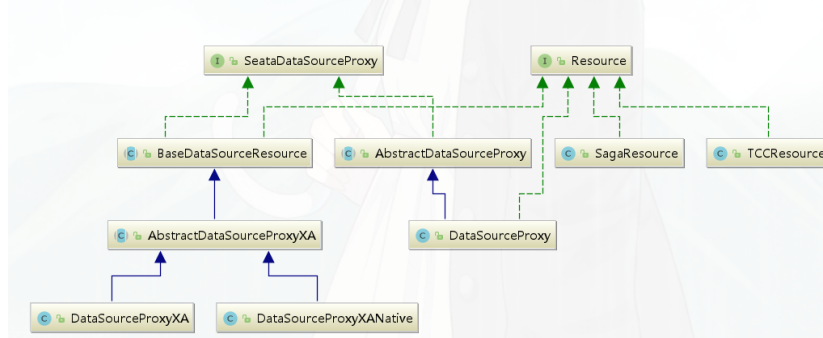 I SeataDataSourceProxy
I Resource
C BaseDataSourceResource
C AbstractDataSourceProxy
C SagaResource
C TCCResource
C AbstractDataSourceProxyXA
C DataSourceProxy
C DataSourceProxyXA
C DataSourceProxyXANative